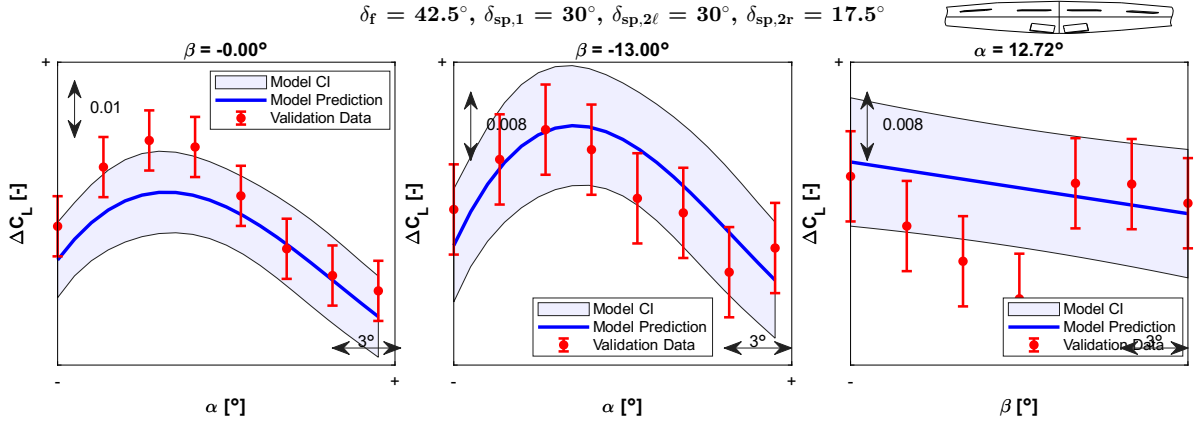 δf = 42.5°, δsp,1 = 30°, δsp,2ℓ = 30°, δsp,2r = 17.5°
β = -0.00°
+
0.01
Model CI
Model Prediction
Validation Data
ΔCL [-]
3°
- +
α [°]
β = -13.00°
+
0.008
ΔCL [-]
Model CI
Model Prediction
Validation Data
3°
- +
α [°]
α = 12.72°
+
0.008
ΔCL [-]
Model CI
Model Prediction
Validation Data
3°
- +
β [°]